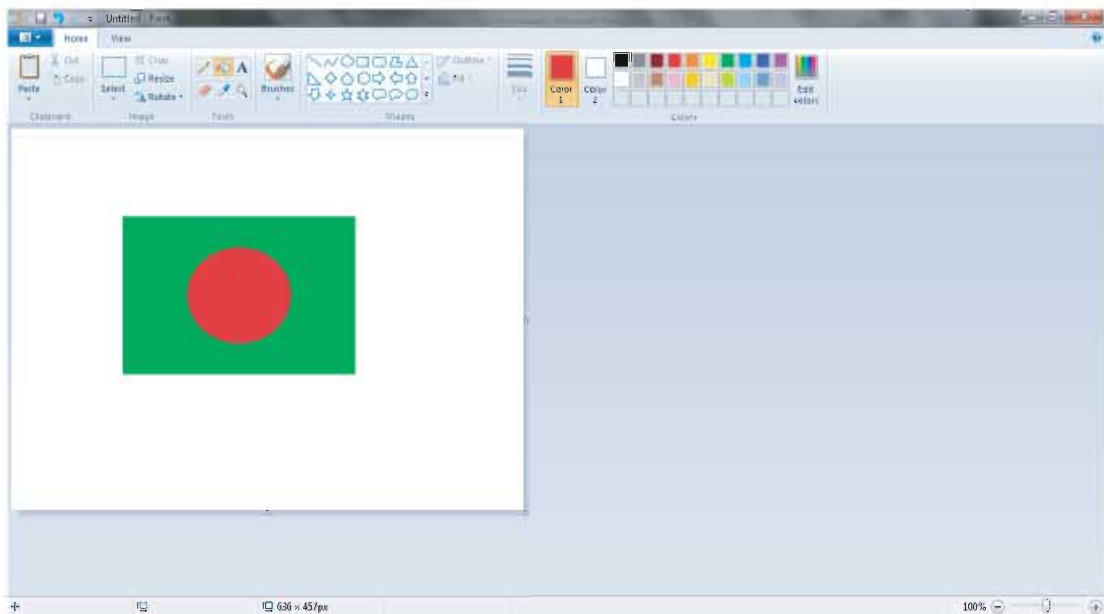 Untitled - Paint
Home View
Paste
Cut
Copy
Select
Crop
Resize
Rotate
A
Brushes
Outline
Fill
Size
Color 1
Color 2
Edit colors
Clipboard Image Tools Shapes Colors
636 × 457px 100%